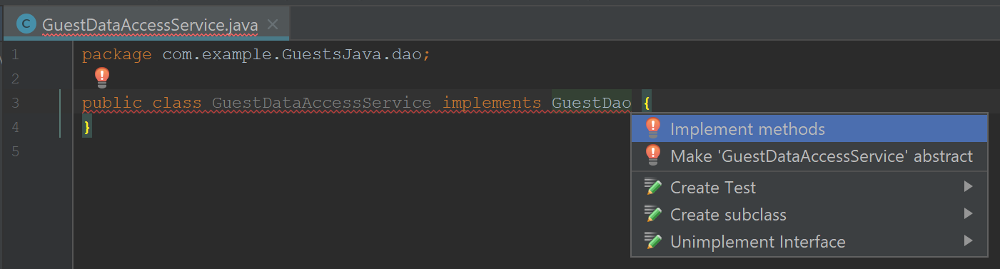 C GuestDataAccessService.java ×
1 package com.example.GuestsJava.dao;
2
3 public class GuestDataAccessService implements GuestDao {
4 }
5
Implement methods
Make 'GuestDataAccessService' abstract
Create Test
Create subclass
Unimplement Interface